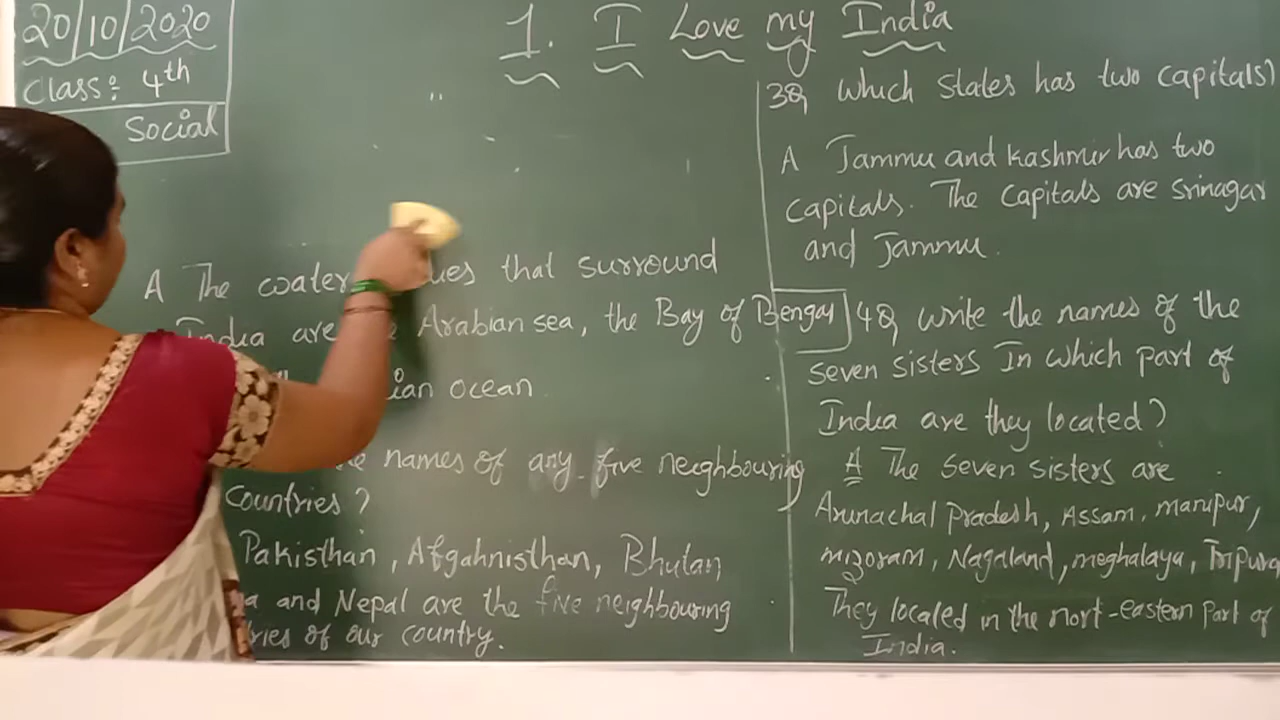 20/10/2020
Class: 4th
Social
1. I Love my India
A The water that surround
India are Arabian sea, the Bay of Bengal
ocean
names of any five neighbouring
countries?
Pakisthan, Afgahnisthan, Bhutan
and Nepal are the five neighbouring
of our country.
3Q Which states has two capitals?
A Jammu and Kashmir has two
capitals. The capitals are Srinagar
and Jammu.
4Q Write the names of the
seven sisters In which part of
India are they located?
A The seven sisters are
Arunachal Pradesh, Assam, manipur,
mizoram, Nagaland, meghalaya, Tripura
They located in the nort-eastern part of
India.